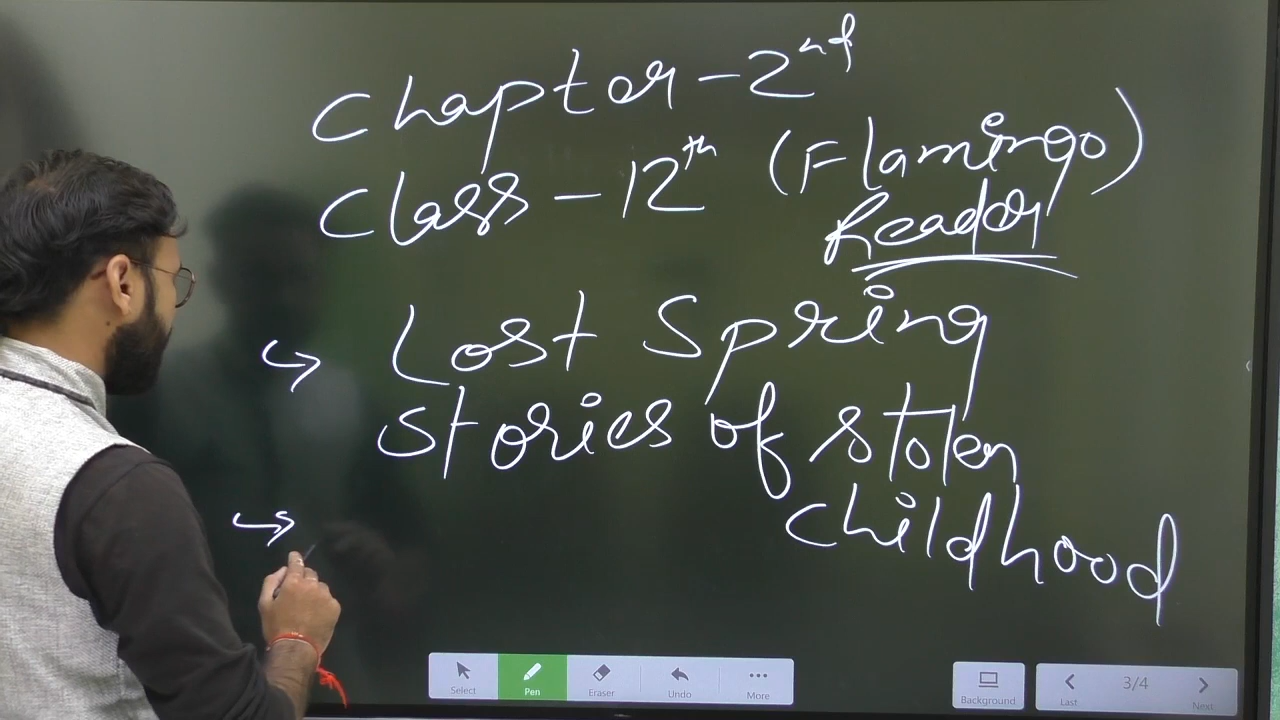 Chapter - 2nd
Class - 12th (Flamingo)
Reader
↪ Lost Spring
Stories of stolen
childhood
↪
Select Pen Eraser Undo More
Background
Last 3/4 Next